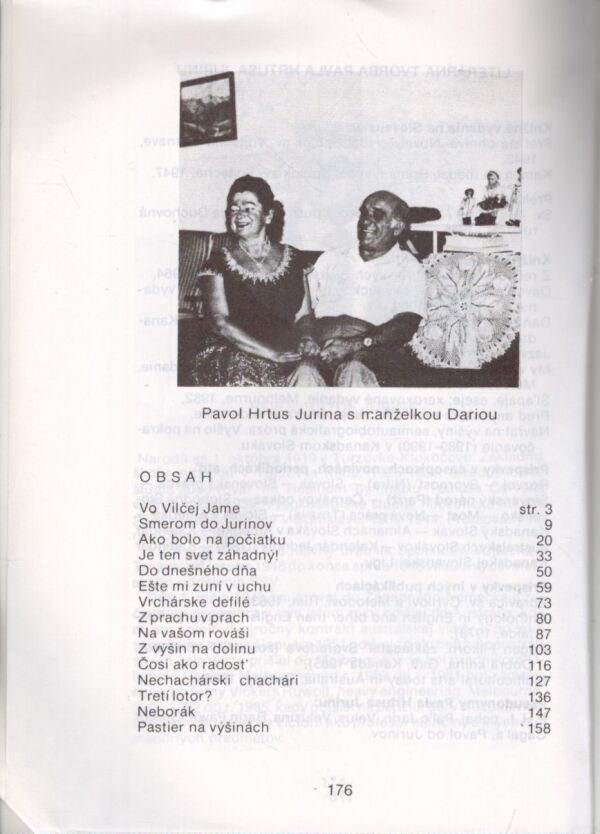 Pavol Hrtus Jurina s manželkou Dariou
OBSAH
Vo Vilčej Jame str. 3
Smerom do Jurinov 9
Ako bolo na počiatku 20
Je ten svet záhadný! 33
Do dnešného dňa 50
Ešte mi zuní v uchu 59
Vrchárske defilé 73
Z prachu v prach 80
Na vašom rováši 87
Z výšin na dolinu 103
Čosi ako radosť 116
Nechachárski chachári 127
Tretí lotor? 136
Neborák 147
Pastier na výšinách 158
176